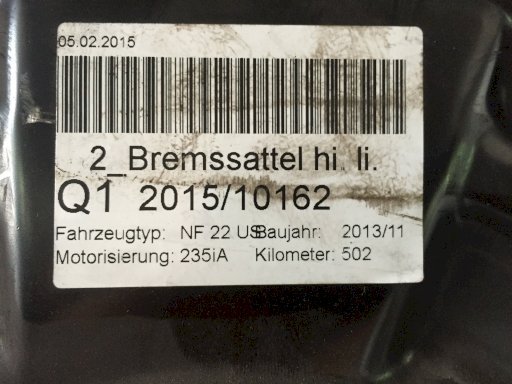 05.02.2015
2_Bremssattel hi. li.
Q1 2015/10162
Fahrzeugtyp: NF 22 US Baujahr: 2013/11
Motorisierung: 235iA Kilometer: 502